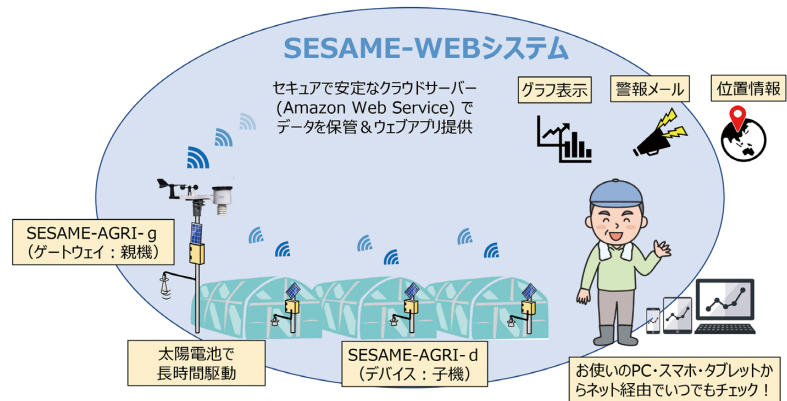 SESAME-WEBシステム
セキュアで安定なクラウドサーバー
(Amazon Web Service) で
データを保管＆ウェブアプリ提供
グラフ表示
警報メール
位置情報
SESAME-AGRI-g
（ゲートウェイ：親機）
太陽電池で
長時間駆動
SESAME-AGRI-d
（デバイス：子機）
お使いのPC・スマホ・タブレットか
らネット経由でいつでもチェック！